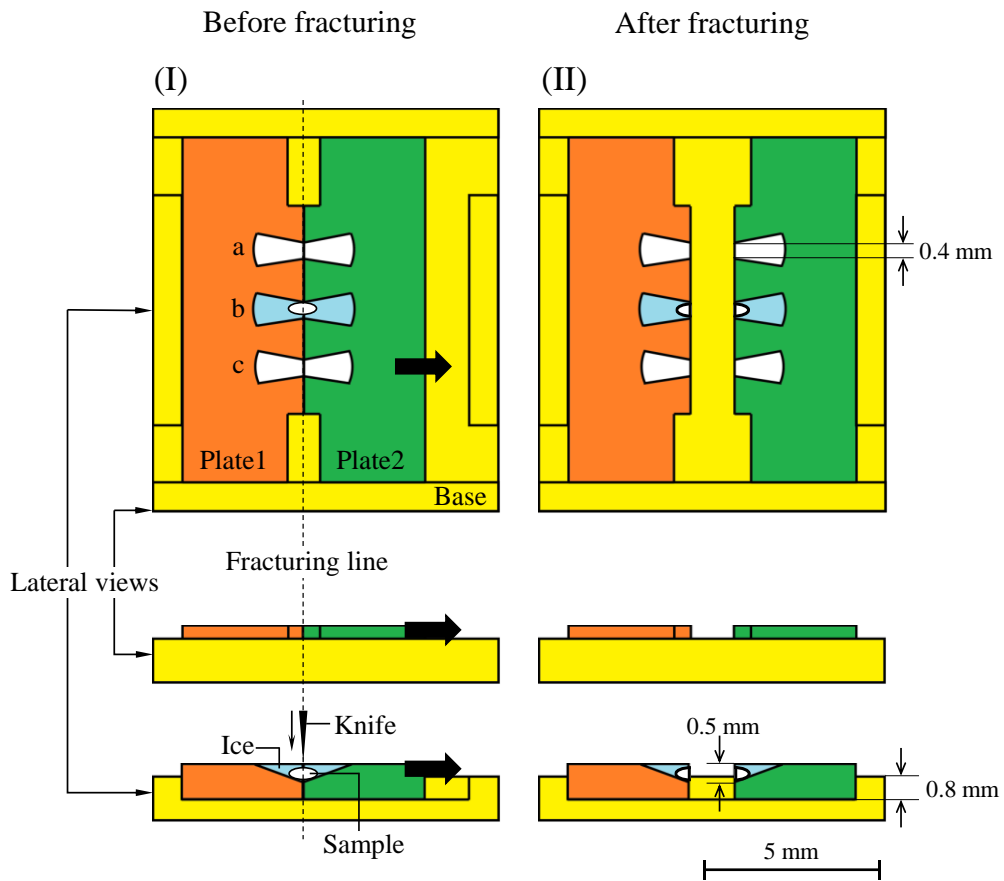 Before fracturing
After fracturing
(I)
(II)
a
b
c
0.4 mm
Plate1
Plate2
Base
Fracturing line
Lateral views
Knife
Ice
Sample
0.5 mm
0.8 mm
5 mm